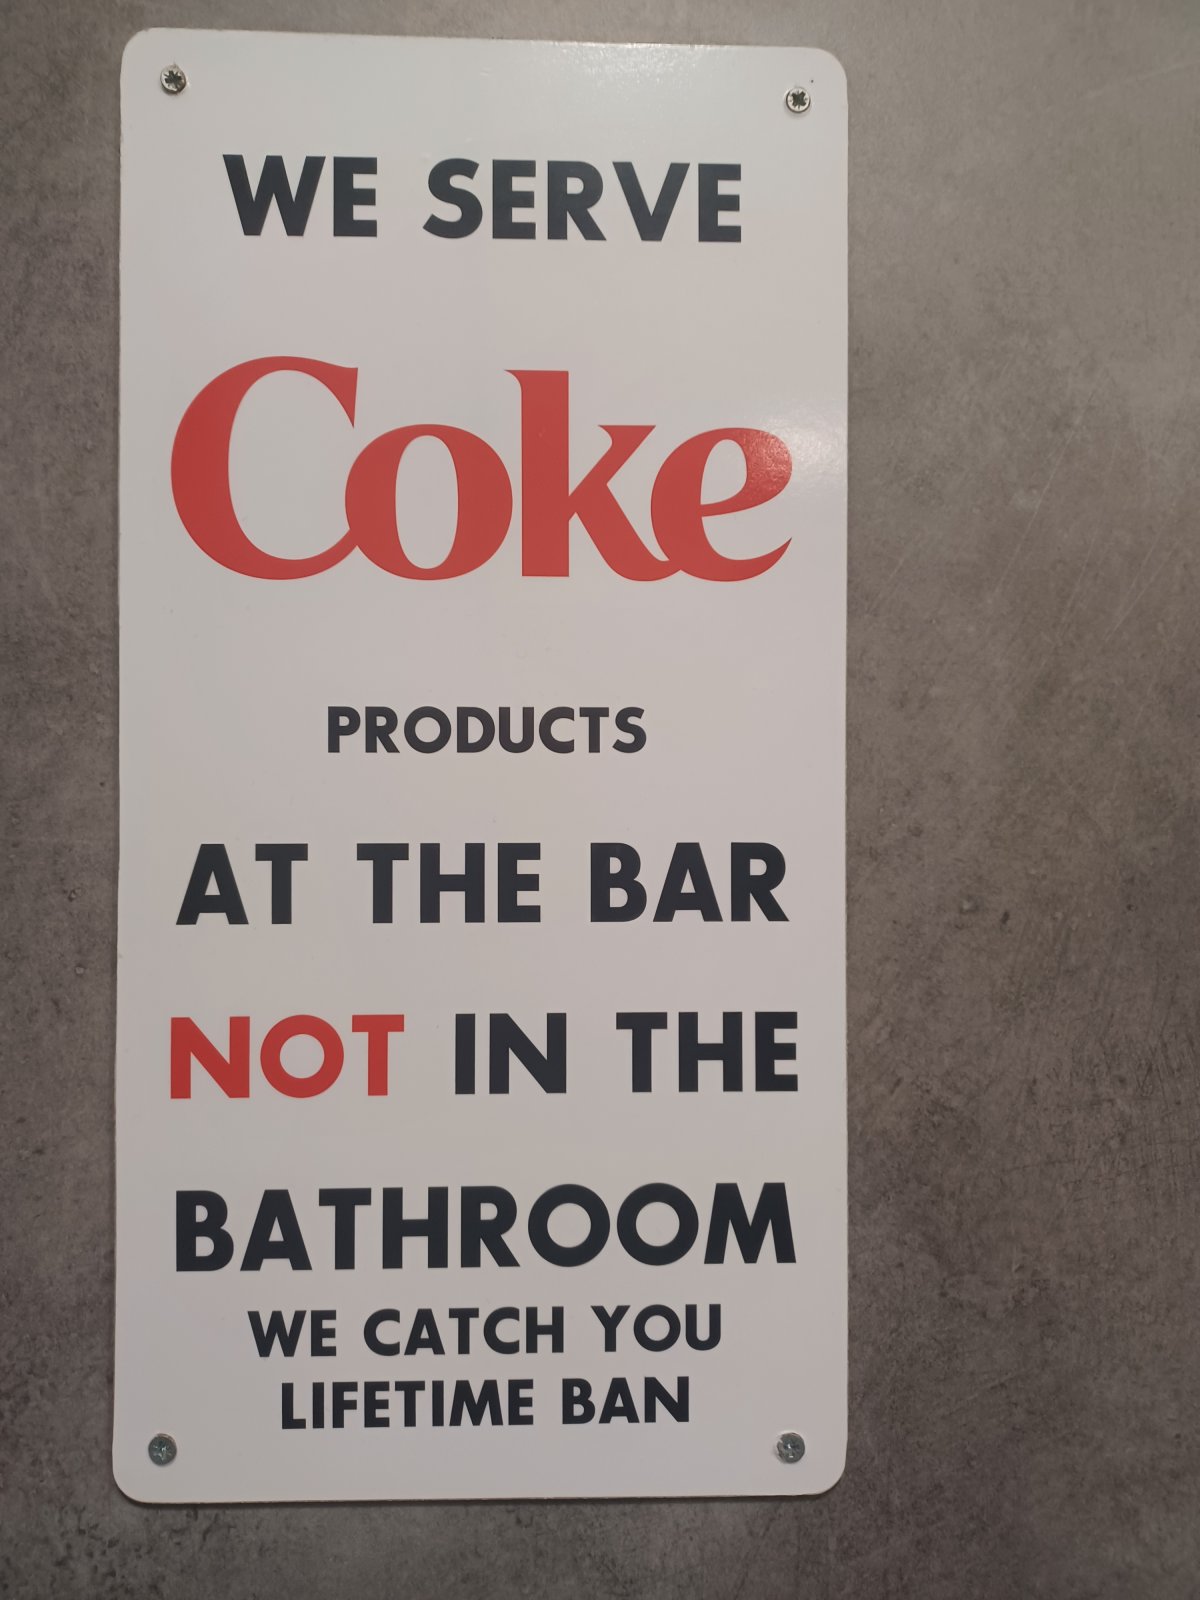 WE SERVE
Coke
PRODUCTS
AT THE BAR
NOT IN THE
BATHROOM
WE CATCH YOU
LIFETIME BAN